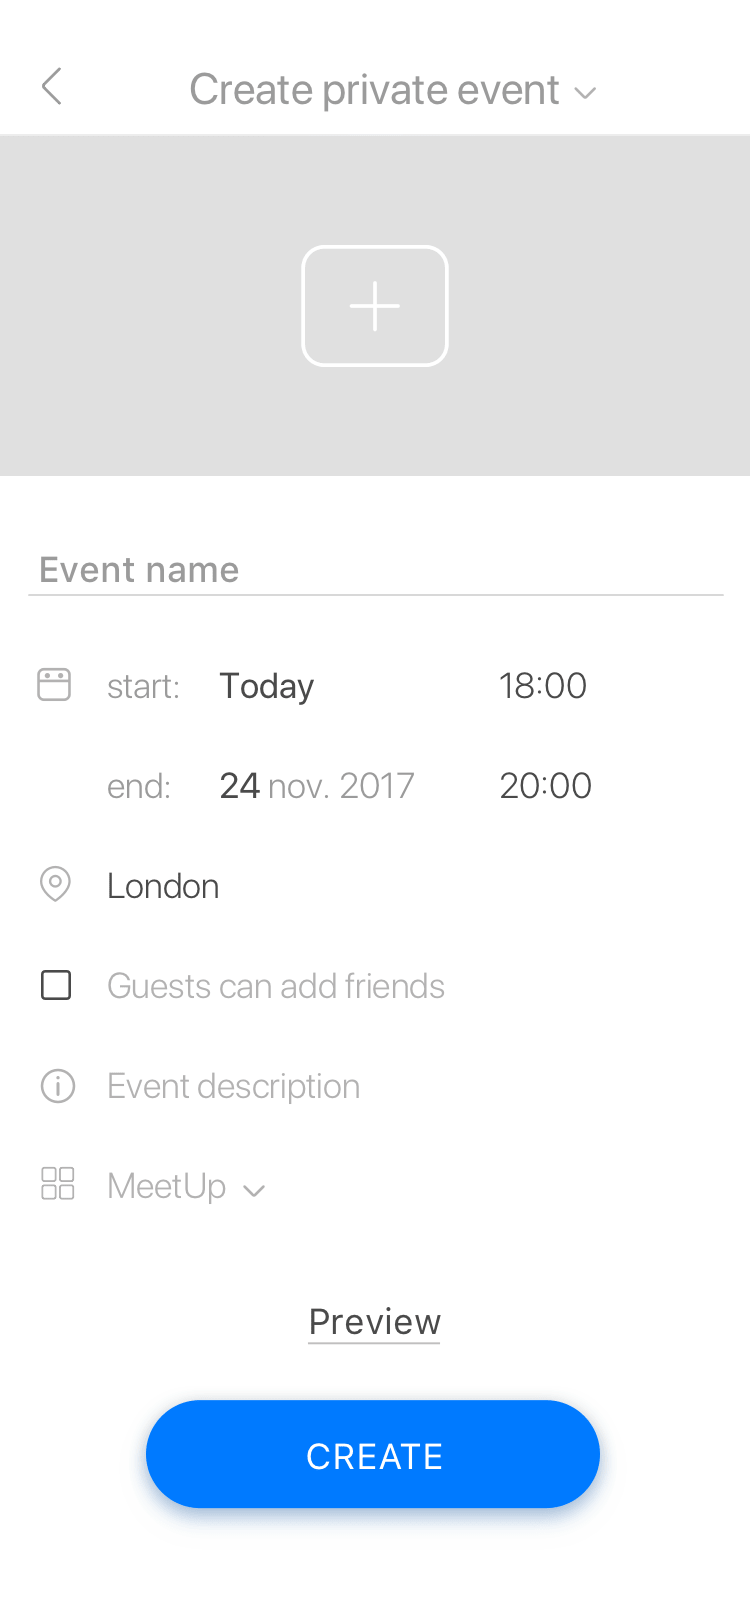 Create private event
Event name
start: Today 18:00
end: 24 nov. 2017 20:00
London
Guests can add friends
Event description
MeetUp
Preview
CREATE